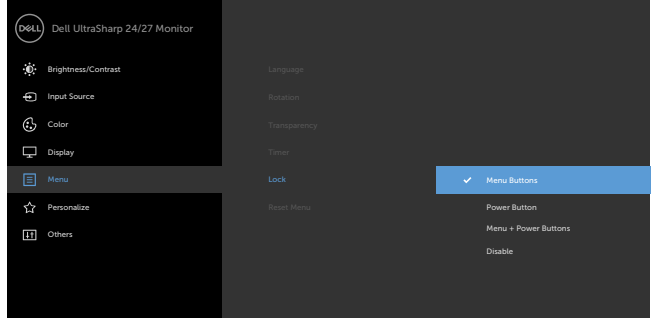 DELL
Dell UltraSharp 24/27 Monitor
Brightness/Contrast
Input Source
Color
Display
Menu
Personalize
Others
Language
Rotation
Transparency
Timer
Lock
Reset Menu
Menu Buttons
Power Button
Menu + Power Buttons
Disable